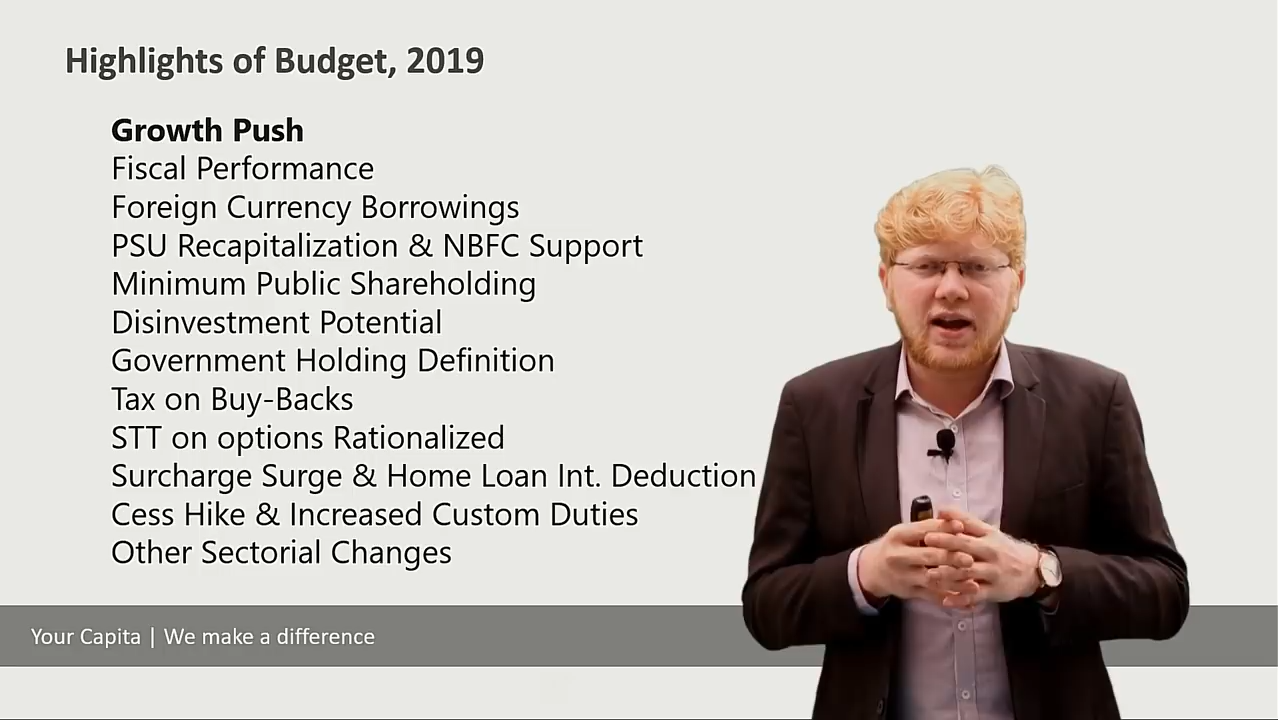 Highlights of Budget, 2019
Growth Push
Fiscal Performance
Foreign Currency Borrowings
PSU Recapitalization & NBFC Support
Minimum Public Shareholding
Disinvestment Potential
Government Holding Definition
Tax on Buy-Backs
STT on options Rationalized
Surcharge Surge & Home Loan Int. Deduction
Cess Hike & Increased Custom Duties
Other Sectorial Changes
Your Capita | We make a difference